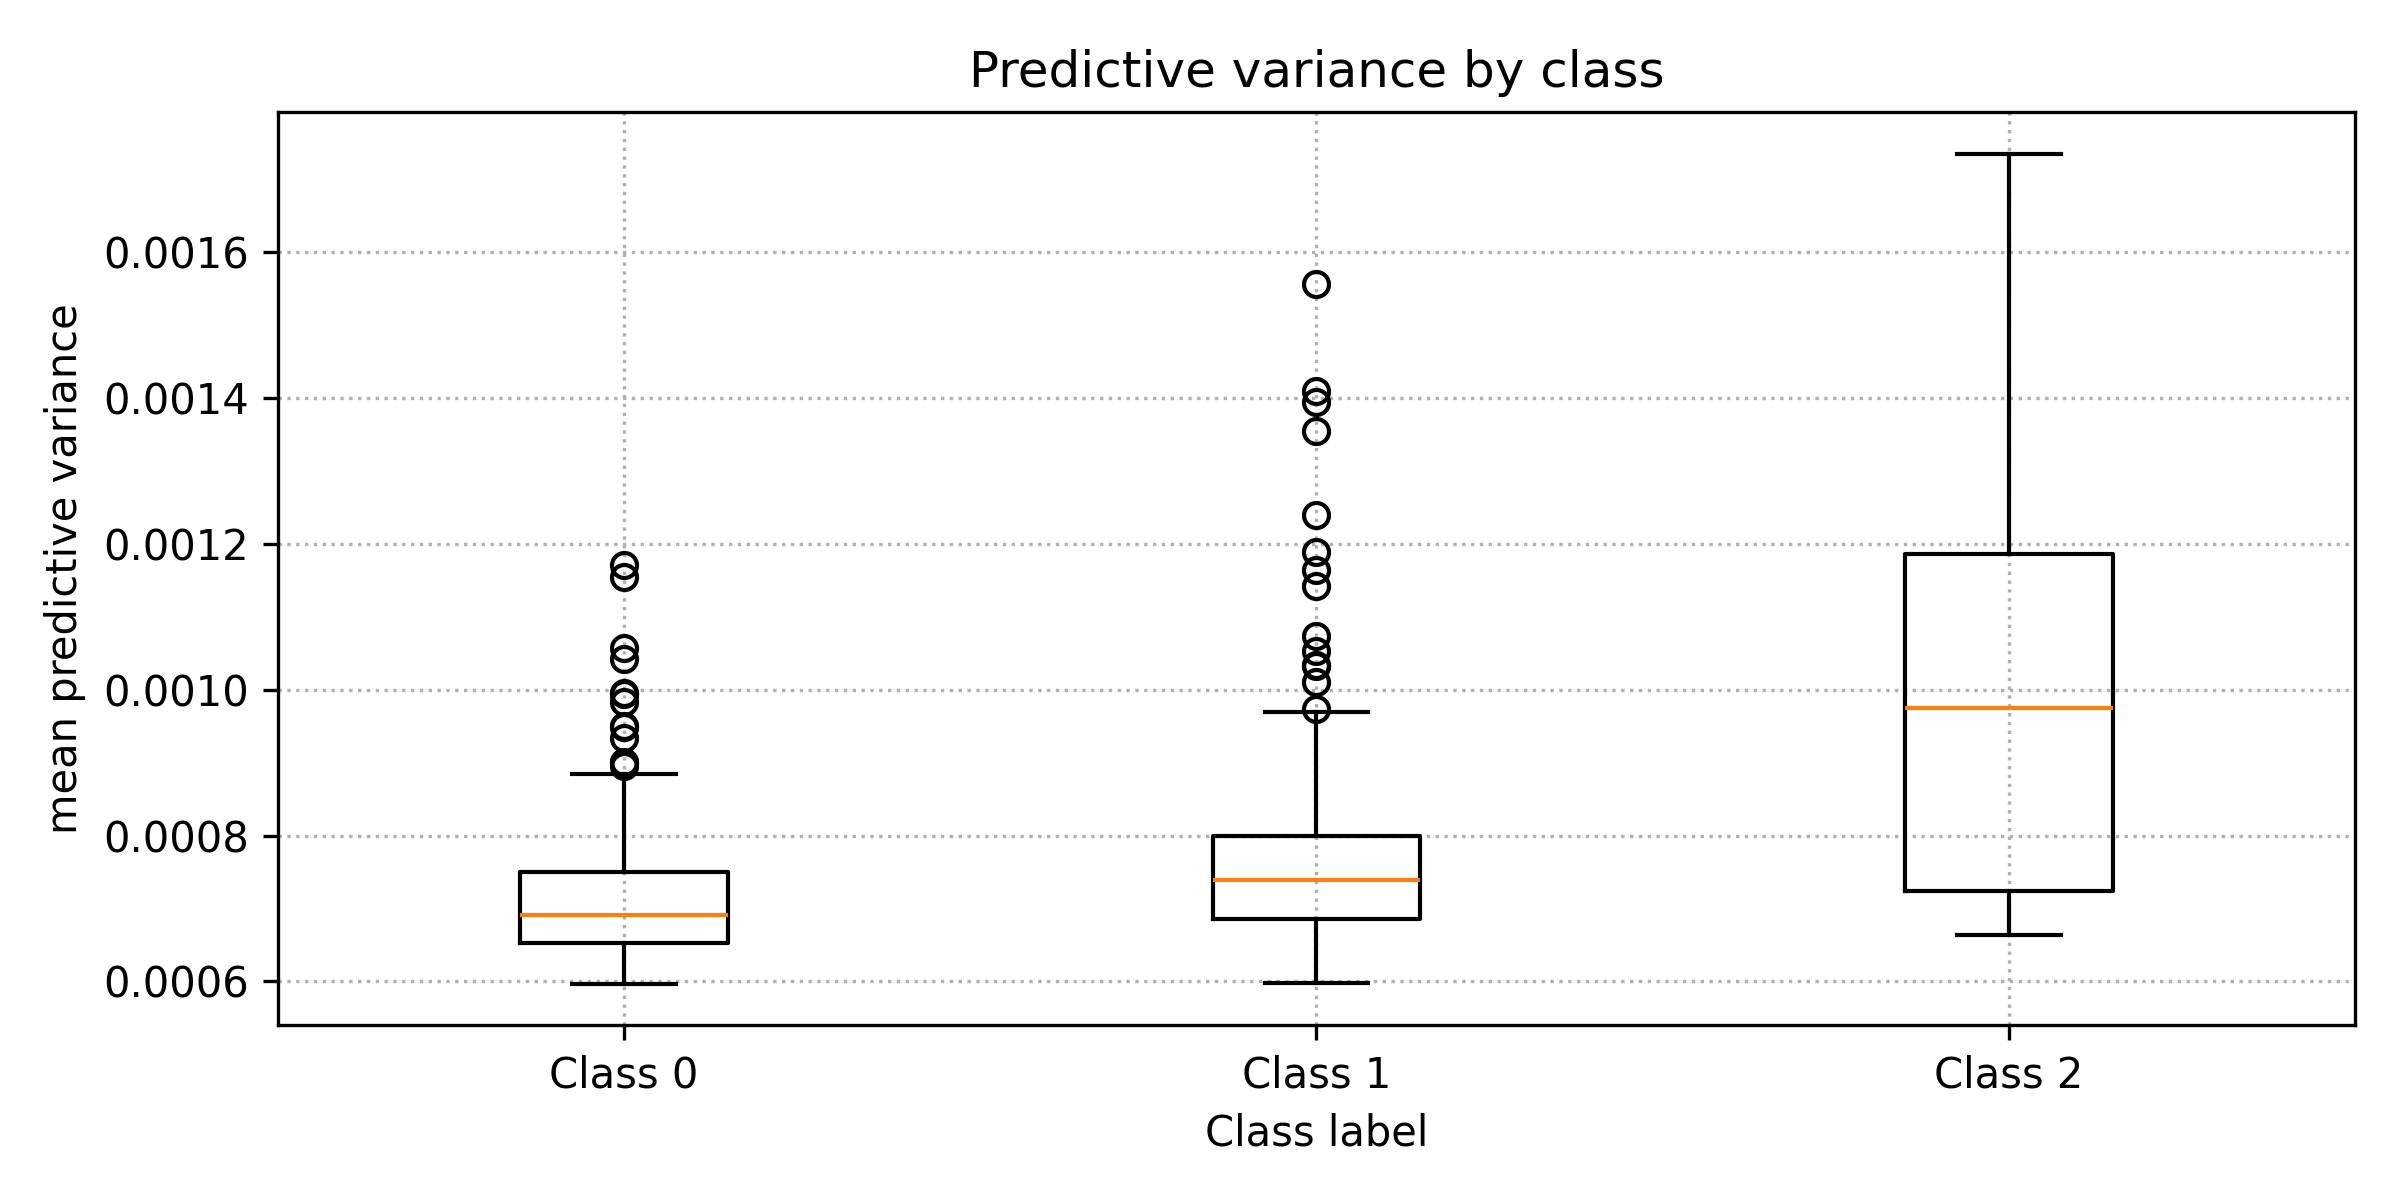 Predictive variance by class
mean predictive variance
0.0016
0.0014
0.0012
0.0010
0.0008
0.0006
Class 0
Class 1
Class 2
Class label